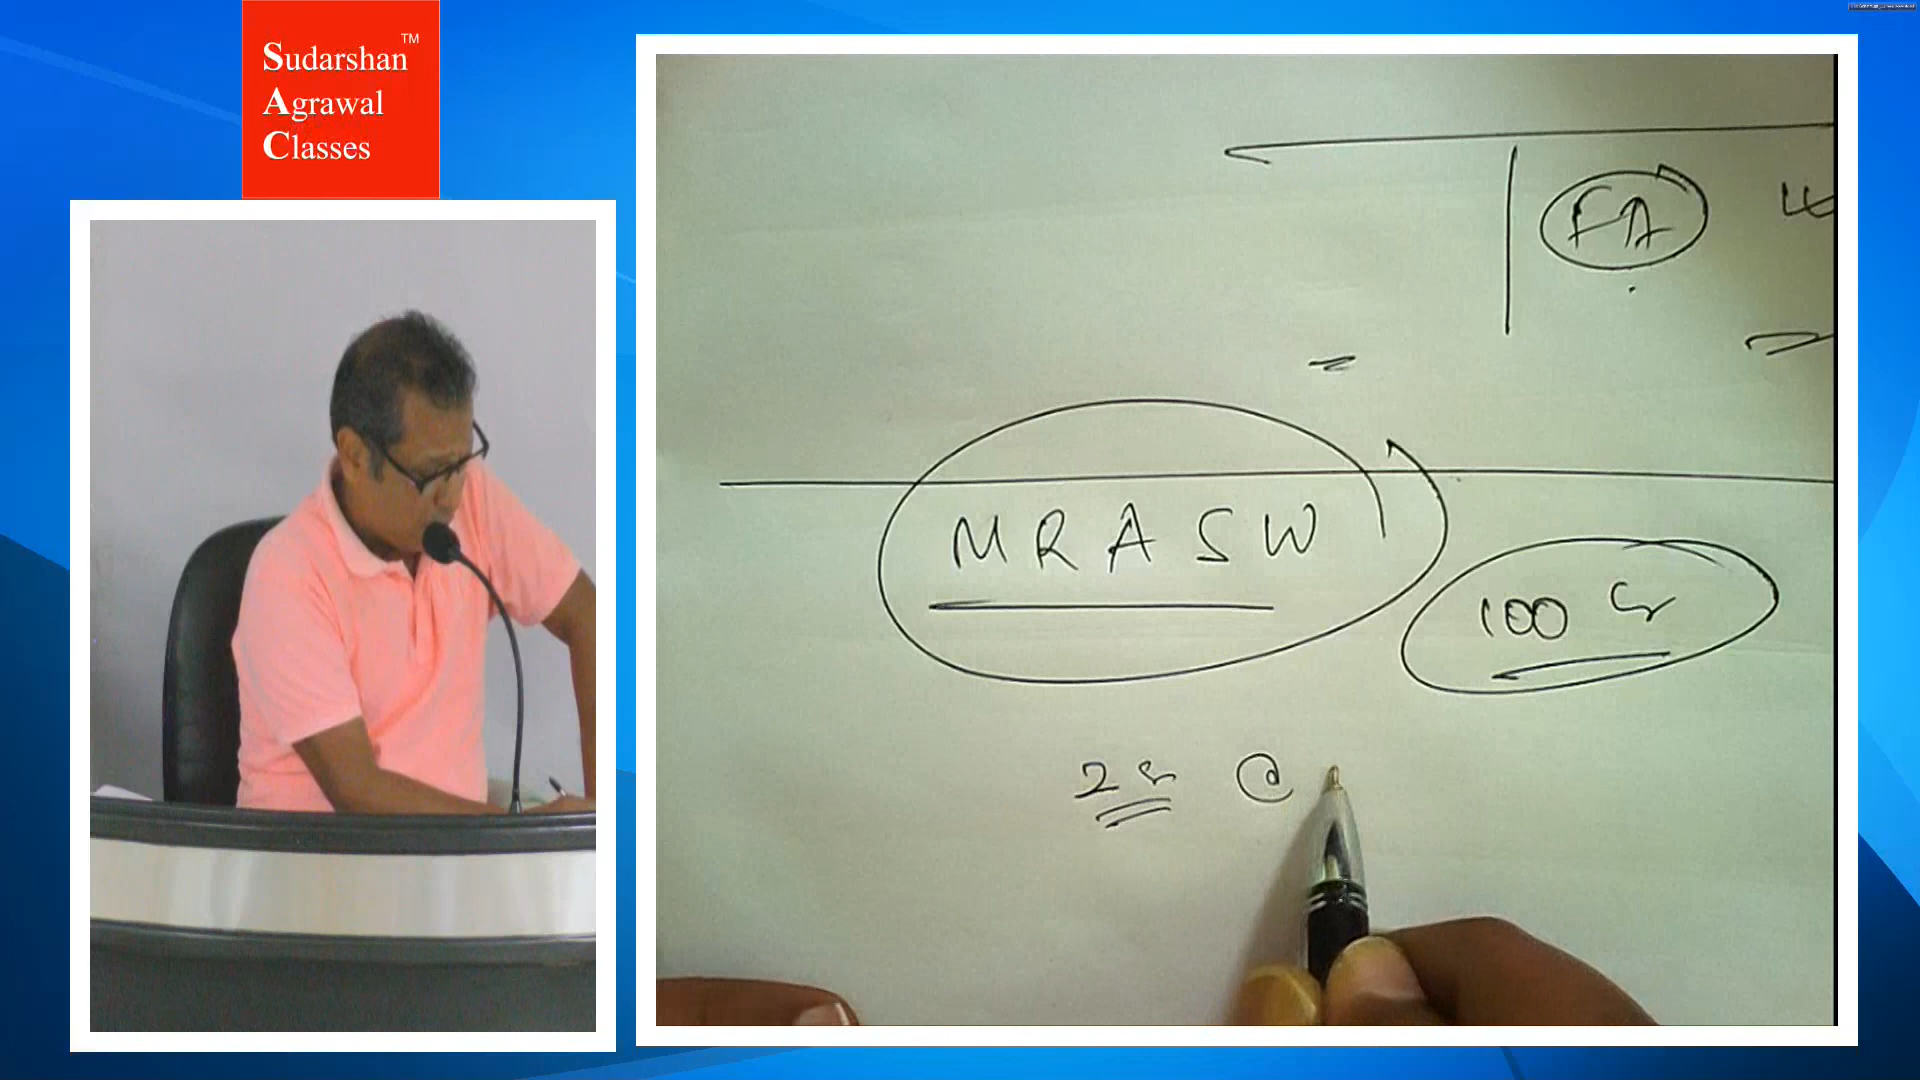 Sudarshan™
Agrawal
Classes
FA
MRASW
100 Cr
2 Cr @